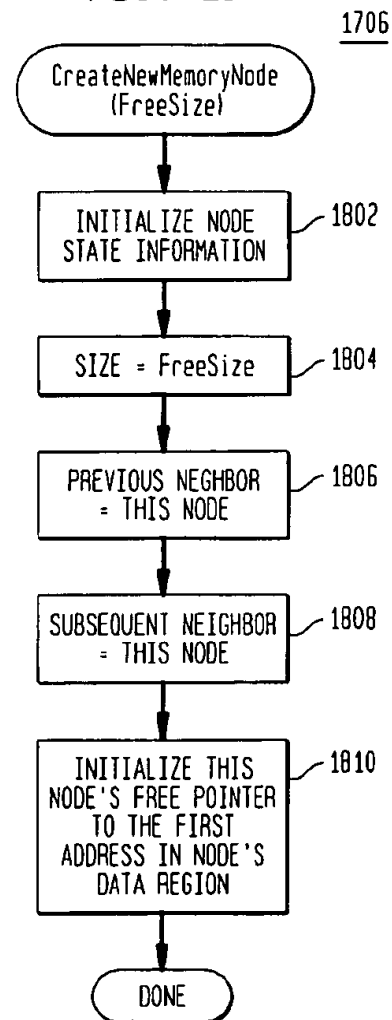 1706
CreateNewMemoryNode
(FreeSize)
INITIALIZE NODE
STATE INFORMATION
1802
SIZE = FreeSize
1804
PREVIOUS NEGHBOR
= THIS NODE
1806
SUBSEQUENT NEIGHBOR
= THIS NODE
1808
INITIALIZE THIS
NODE'S FREE POINTER
TO THE FIRST
ADDRESS IN NODE'S
DATA REGION
1810
DONE